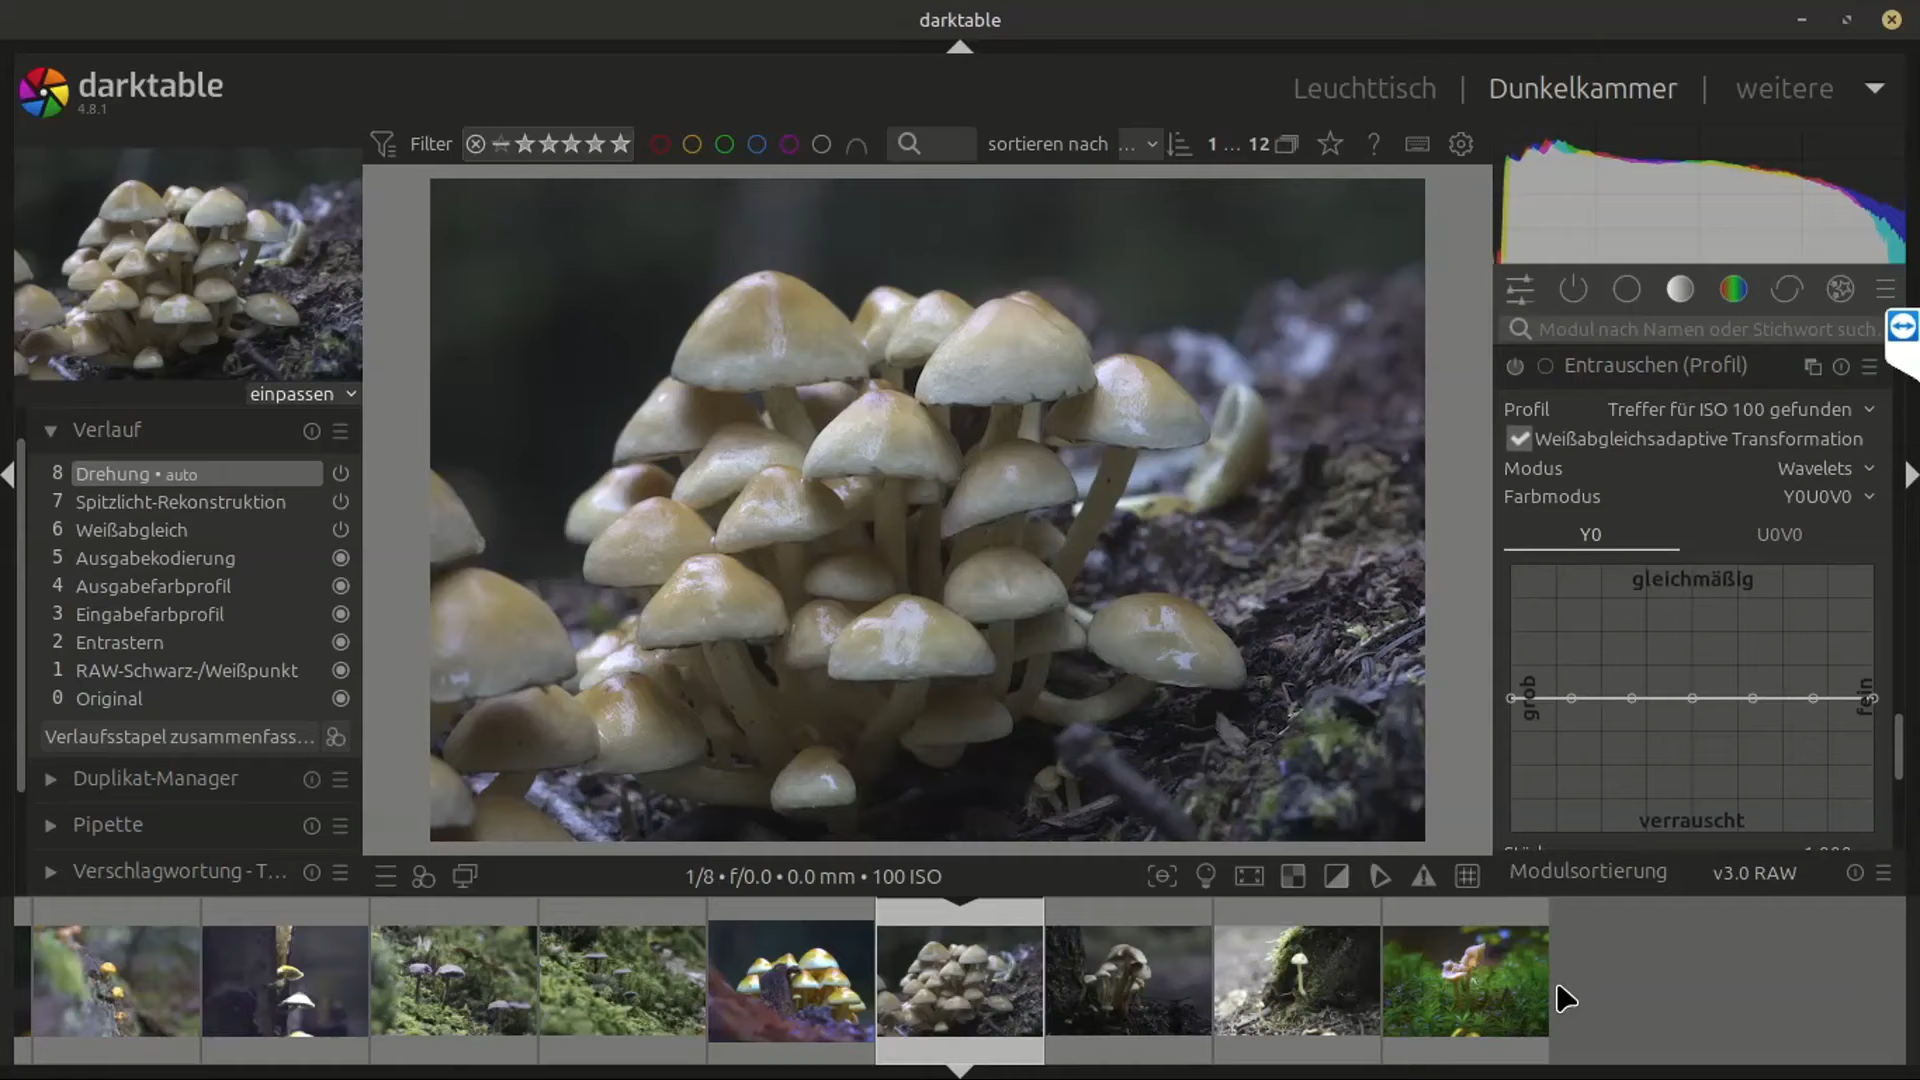 darktable
darktable
4.8.1
Leuchttisch | Dunkelkammer | weitere
Filter
sortieren nach ... 1 ... 12
einpassen
Verlauf
8 Drehung • auto
7 Spitzlicht-Rekonstruktion
6 Weißabgleich
5 Ausgabekodierung
4 Ausgabefarbprofil
3 Eingabefarbprofil
2 Entrastern
1 RAW-Schwarz-/Weißpunkt
0 Original
Verlaufsstapel zusammenfass...
Duplikat-Manager
Pipette
Verschlagwortung - T...
1/8 • f/0.0 • 0.0 mm • 100 ISO
Modul nach Namen oder Stichwort such
Entrauschen (Profil)
Profil Treffer für ISO 100 gefunden
Weißabgleichsadaptive Transformation
Modus Wavelets
Farbmodus Y0U0V0
Y0 U0V0
gleichmäßig
grob
fein
verrauscht
Modulsortierung v3.0 RAW